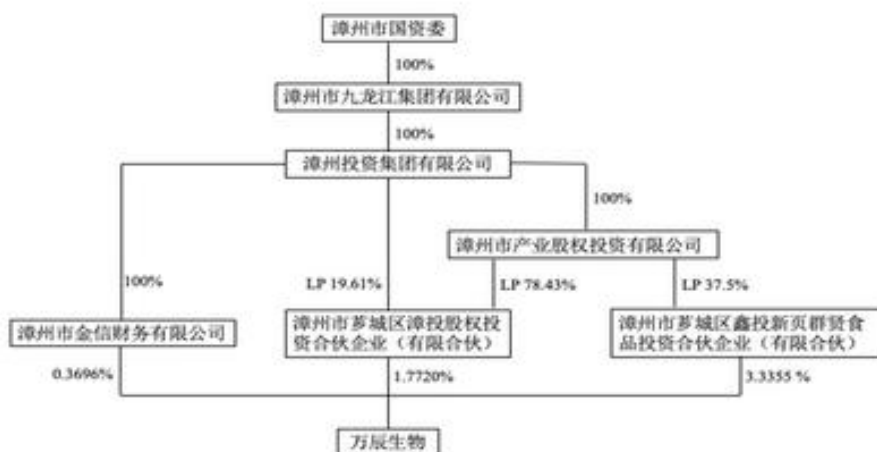 漳州市国资委
100%
漳州市九龙江集团有限公司
100%
漳州投资集团有限公司
100%
漳州市产业股权投资有限公司
100%
LP 19.61%
LP 78.43%
LP 37.5%
漳州市金信财务有限公司
漳州市芗城区漳投股权投
资合伙企业（有限合伙）
漳州市芗城区鑫投新页群贤食
品投资合伙企业（有限合伙）
0.3696%
1.7720%
3.3355 %
万辰生物